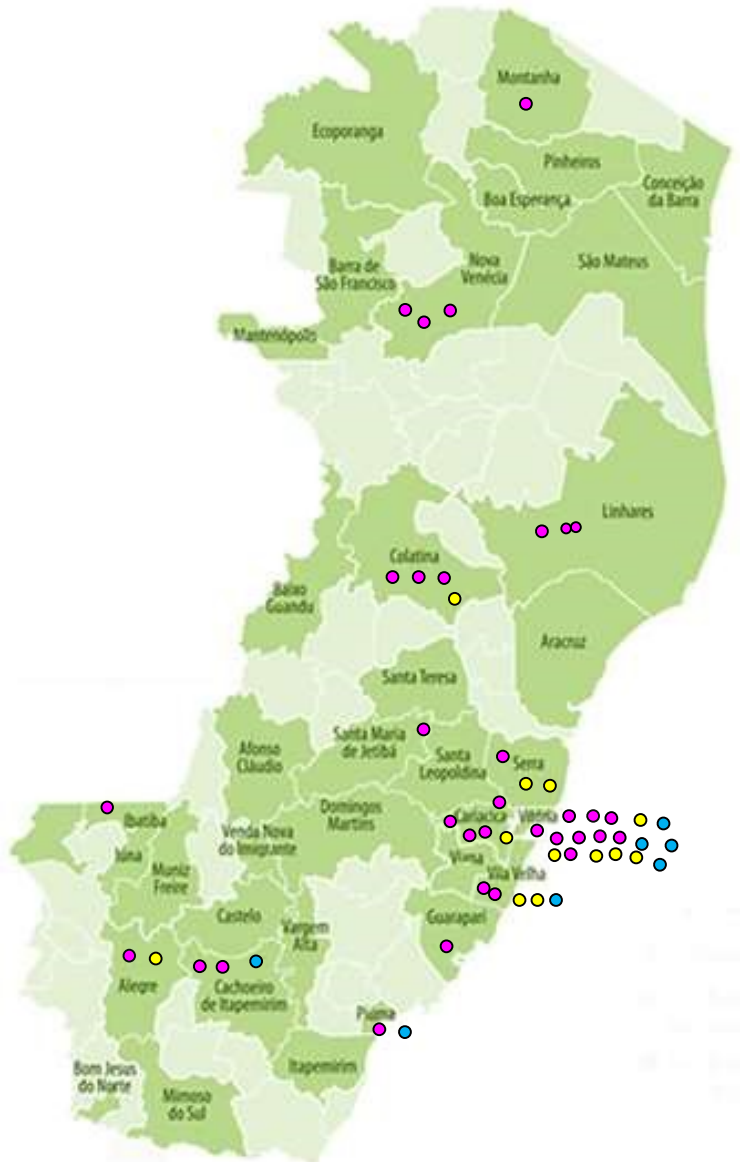 Montanha
Ecoporanga
Pinheiros
Boa Esperança
Conceição
da Barra
Nova
Venécia
São Mateus
Barra de
São Francisco
Mantenópolis
Linhares
Colatina
Baixo
Guandu
Aracruz
Santa Teresa
Santa Maria
de Jetibá
Afonso
Cláudio
Santa
Leopoldina
Serra
Domingos
Martins
Cariacica
Vitória
Ibatiba
Venda Nova
do Imigrante
Iúna
Viana
Muniz
Freire
Vila Velha
Castelo
Vargem
Alta
Guarapari
Alegre
Cachoeiro
de Itapemirim
Piúma
Itapemirim
Bom Jesus
do Norte
Mimoso
do Sul